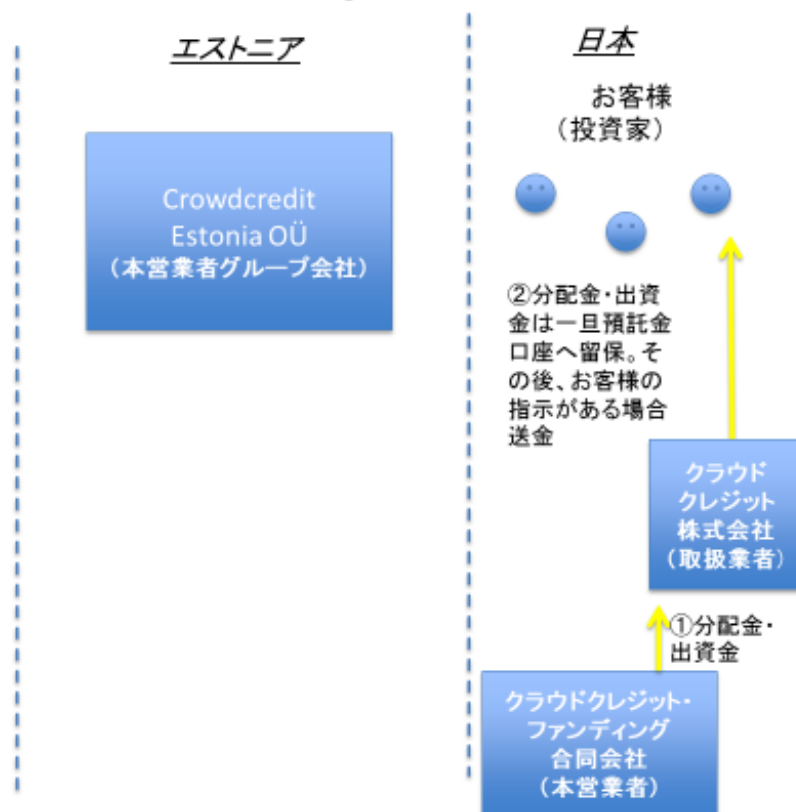 エストニア
日本
お客様
（投資家）
Crowdcredit
Estonia OÜ
（本営業者グループ会社）
②分配金・出資
金は一旦預託金
口座へ留保。そ
の後、お客様の
指示がある場合
送金
クラウド
クレジット
株式会社
（取扱業者）
①分配金・
出資金
クラウドクレジット・
ファンディング
合同会社
（本営業者）